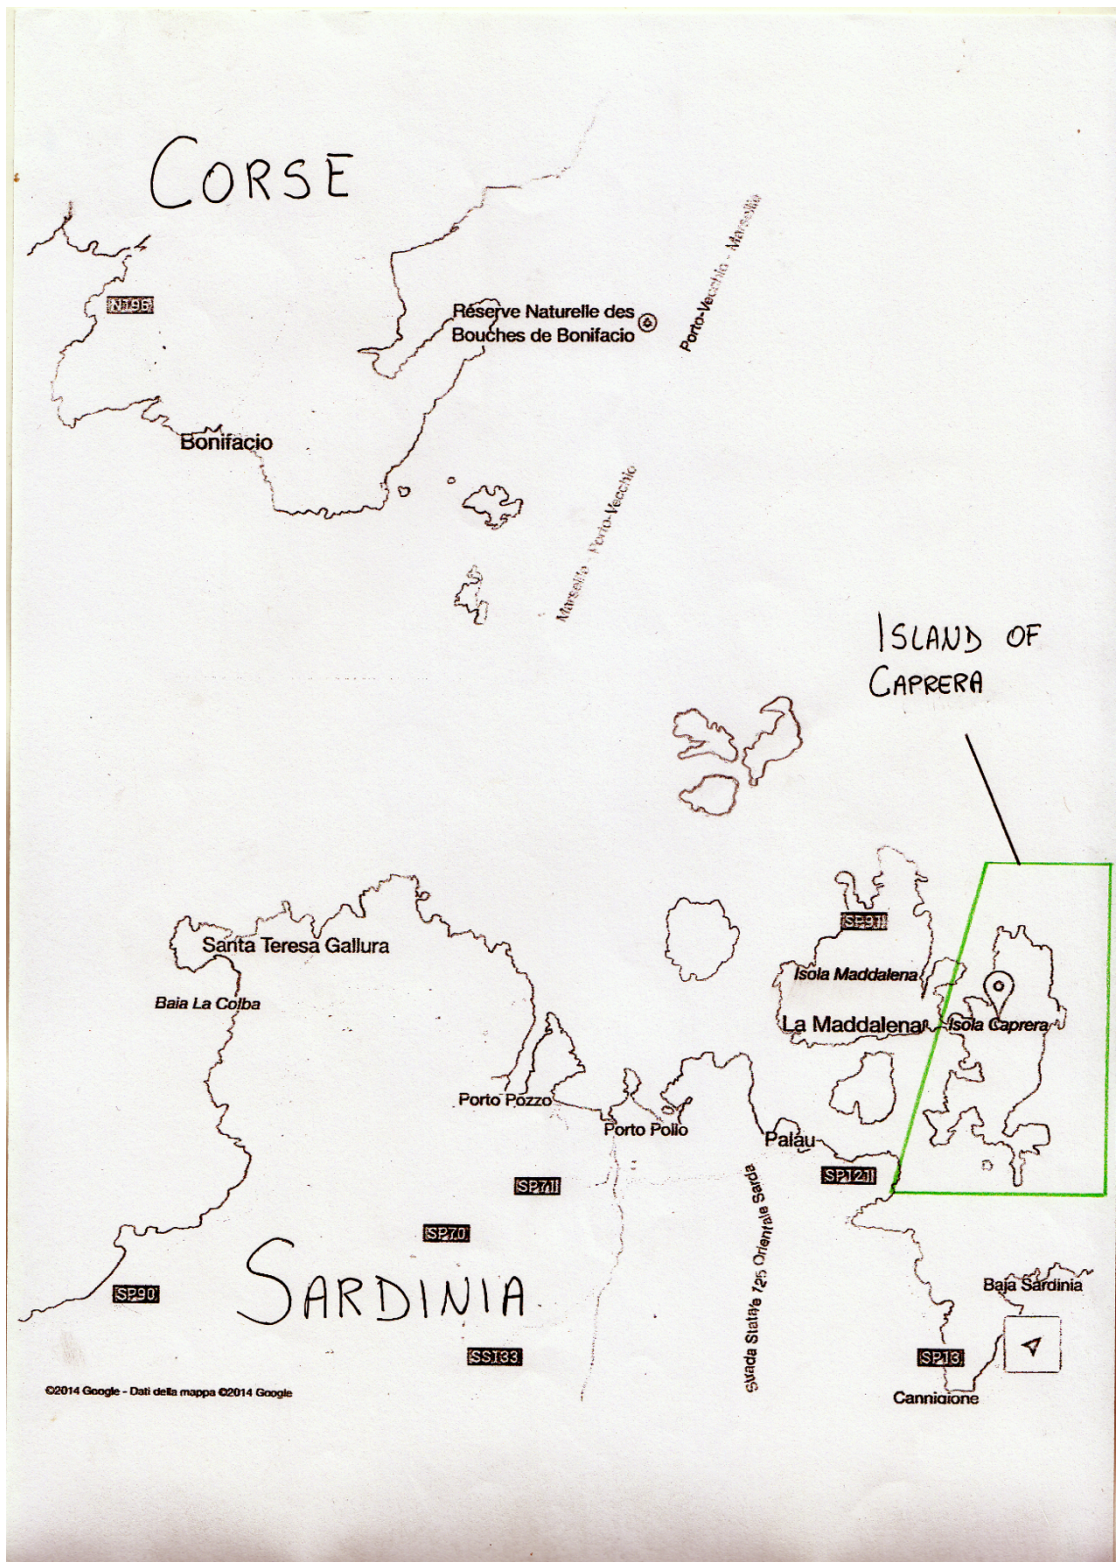 CORSE
N196
Réserve Naturelle des
Bouches de Bonifacio
Porto-Vecchio - Marseille
Bonifacio
Marseille - Porto-Vecchio
ISLAND OF
CAPRERA
SP91
Santa Teresa Gallura
Isola Maddalena
Baia La Colba
La Maddalena
Isola Caprera
Porto Pozzo
Porto Pollo
Palau
SP121
SP71
Strada Statale 125 Orientale Sarda
SP70
SARDINIA
SP90
Baja Sardinia
SS133
SP13
©2014 Google - Dati della mappa ©2014 Google
Cannigione